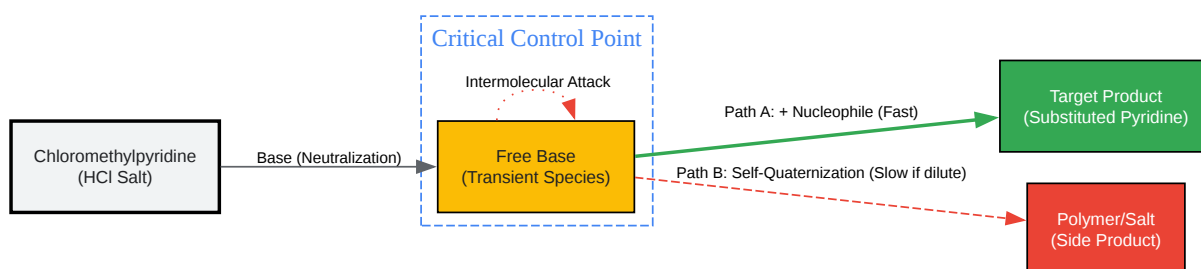 Critical Control Point
Intermolecular Attack
Chloromethylpyridine
(HCl Salt)
Base (Neutralization)
Free Base
(Transient Species)
Path A: + Nucleophile (Fast)
Target Product
(Substituted Pyridine)
Path B: Self-Quaternization (Slow if dilute)
Polymer/Salt
(Side Product)